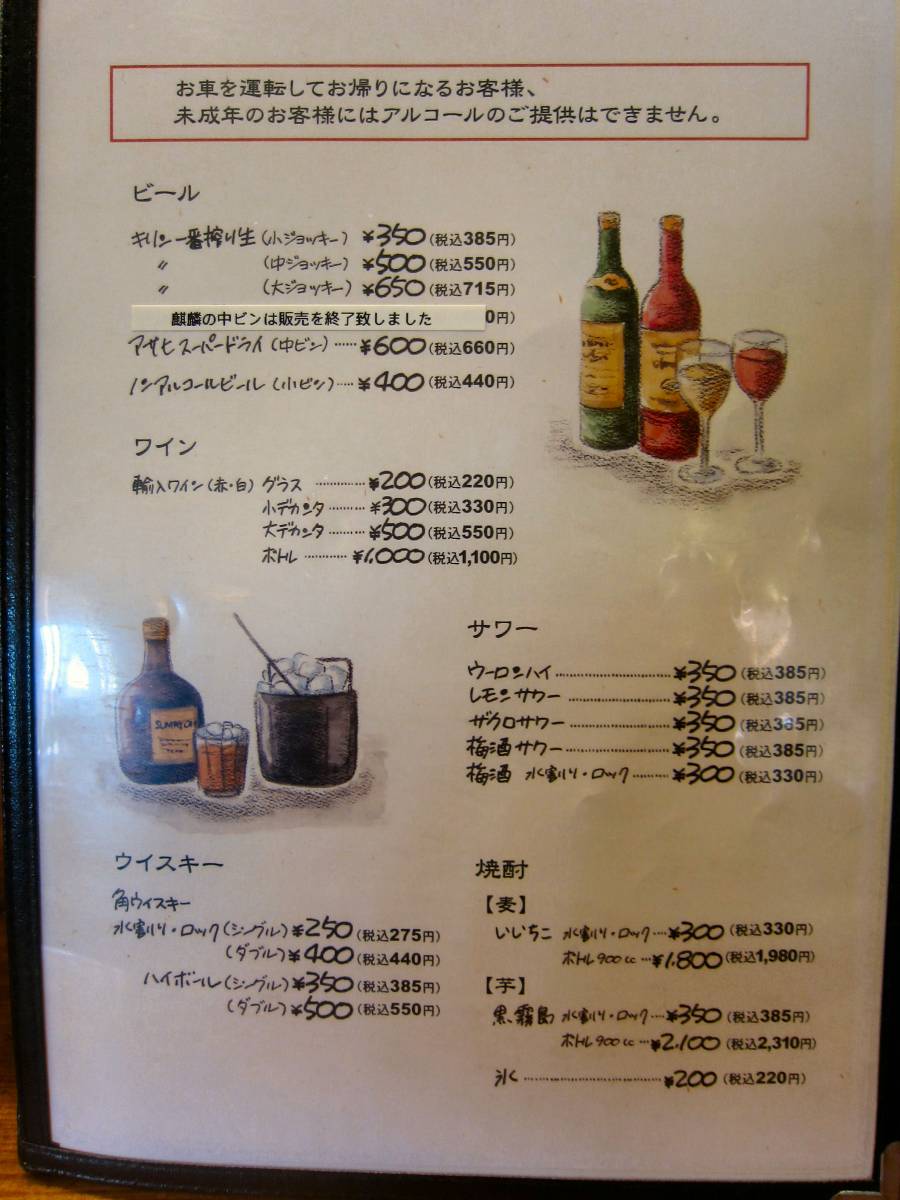 お車を運転してお帰りになるお客様、
未成年のお客様にはアルコールのご提供はできません。
ビール
キリン一番搾り生(小ジョッキー) ¥350(税込385円)
〃 (中ジョッキー) ¥500(税込550円)
〃 (大ジョッキー) ¥650(税込715円)
麒麟の中ビンは販売を終了致しました 0円)
アサヒスーパードライ(中ビン)……¥600(税込660円)
ノンアルコールビール(小ビン)……¥400(税込440円)
ワイン
輸入ワイン(赤・白) グラス…………¥200(税込220円)
小デカンタ………¥300(税込330円)
大デカンタ………¥500(税込550円)
ボトル…………¥1,000(税込1,100円)
サワー
ウーロンハイ……………………¥350(税込385円)
レモンサワー……………………¥350(税込385円)
ザクロサワー……………………¥350(税込385円)
梅酒サワー……………………¥350(税込385円)
梅酒 水割り・ロック………¥300(税込330円)
SUNTRY
ウイスキー
角ウイスキー
水割り・ロック(シングル)¥250(税込275円)
(ダブル)¥400(税込440円)
ハイボール(シングル)¥350(税込385円)
(ダブル)¥500(税込550円)
焼酎
【麦】
いいちこ 水割り・ロック…¥300(税込330円)
ボトル900cc…¥1,800(税込1,980円)
【芋】
黒霧島 水割り・ロック…¥350(税込385円)
ボトル900cc…¥2,100(税込2,310円)
氷…………………………¥200(税込220円)